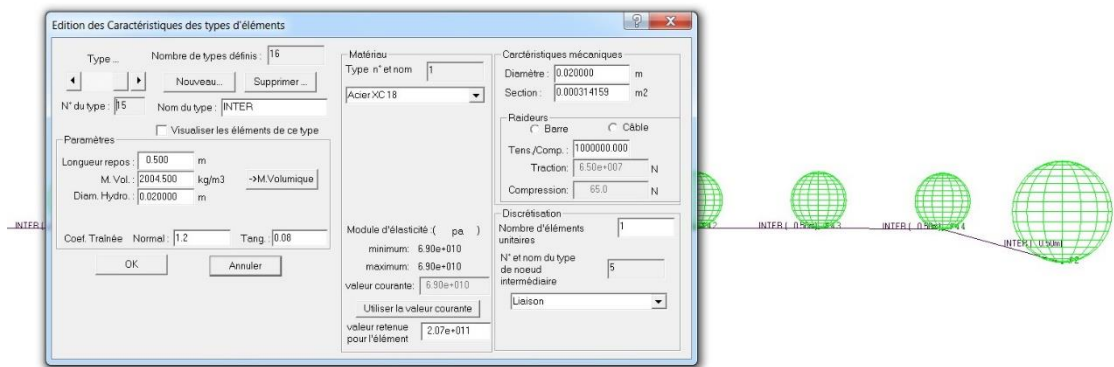 Edition des Caractéristiques des types d'éléments
Type ...
Nombre de types définis : 16
Nouveau...
Supprimer ...
N° du type : 15
Nom du type : INTER
Visualiser les éléments de ce type
Paramètres
Longueur repos : 0.500 m
M. Vol. : 2004.500 kg/m3
->M.Volumique
Diam. Hydro. : 0.020000 m
Coef. Traînée Normal : 1.2 Tang. : 0.08
OK
Annuler
Matériau
Type n° et nom 1
Acier XC 18
Module d'élasticité :( pa )
minimum: 6.90e+010
maximum: 6.90e+010
valeur courante: 6.90e+010
Utiliser la valeur courante
valeur retenue
pour l'élément 2.07e+011
Carctéristiques mécaniques
Diamètre : 0.020000 m
Section : 0.000314159 m2
Raideurs
Barre
Câble
Tens./Comp. : 1000000.000
Traction: 6.50e+007 N
Compression: 65.0 N
Discrétisation
Nombre d'éléments
unitaires 1
N° et nom du type
de noeud
intermédiaire 5
Liaison
INTER [
INTER [ 0.50m]
INTER [ 0.50m]
INTER [ 0.50m]